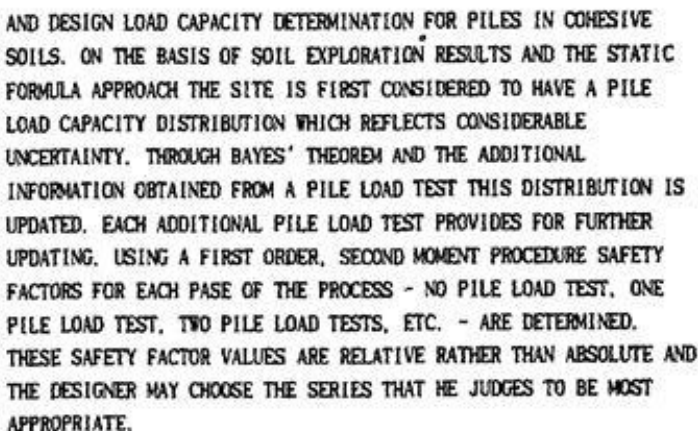 AND DESIGN LOAD CAPACITY DETERMINATION FOR PILES IN COHESIVE
SOILS. ON THE BASIS OF SOIL EXPLORATION RESULTS AND THE STATIC
FORMULA APPROACH THE SITE IS FIRST CONSIDERED TO HAVE A PILE
LOAD CAPACITY DISTRIBUTION WHICH REFLECTS CONSIDERABLE
UNCERTAINTY. THROUGH BAYES' THEOREM AND THE ADDITIONAL
INFORMATION OBTAINED FROM A PILE LOAD TEST THIS DISTRIBUTION IS
UPDATED. EACH ADDITIONAL PILE LOAD TEST PROVIDES FOR FURTHER
UPDATING. USING A FIRST ORDER, SECOND MOMENT PROCEDURE SAFETY
FACTORS FOR EACH PASE OF THE PROCESS - NO PILE LOAD TEST, ONE
PILE LOAD TEST, TWO PILE LOAD TESTS, ETC. - ARE DETERMINED.
THESE SAFETY FACTOR VALUES ARE RELATIVE RATHER THAN ABSOLUTE AND
THE DESIGNER MAY CHOOSE THE SERIES THAT HE JUDGES TO BE MOST
APPROPRIATE.